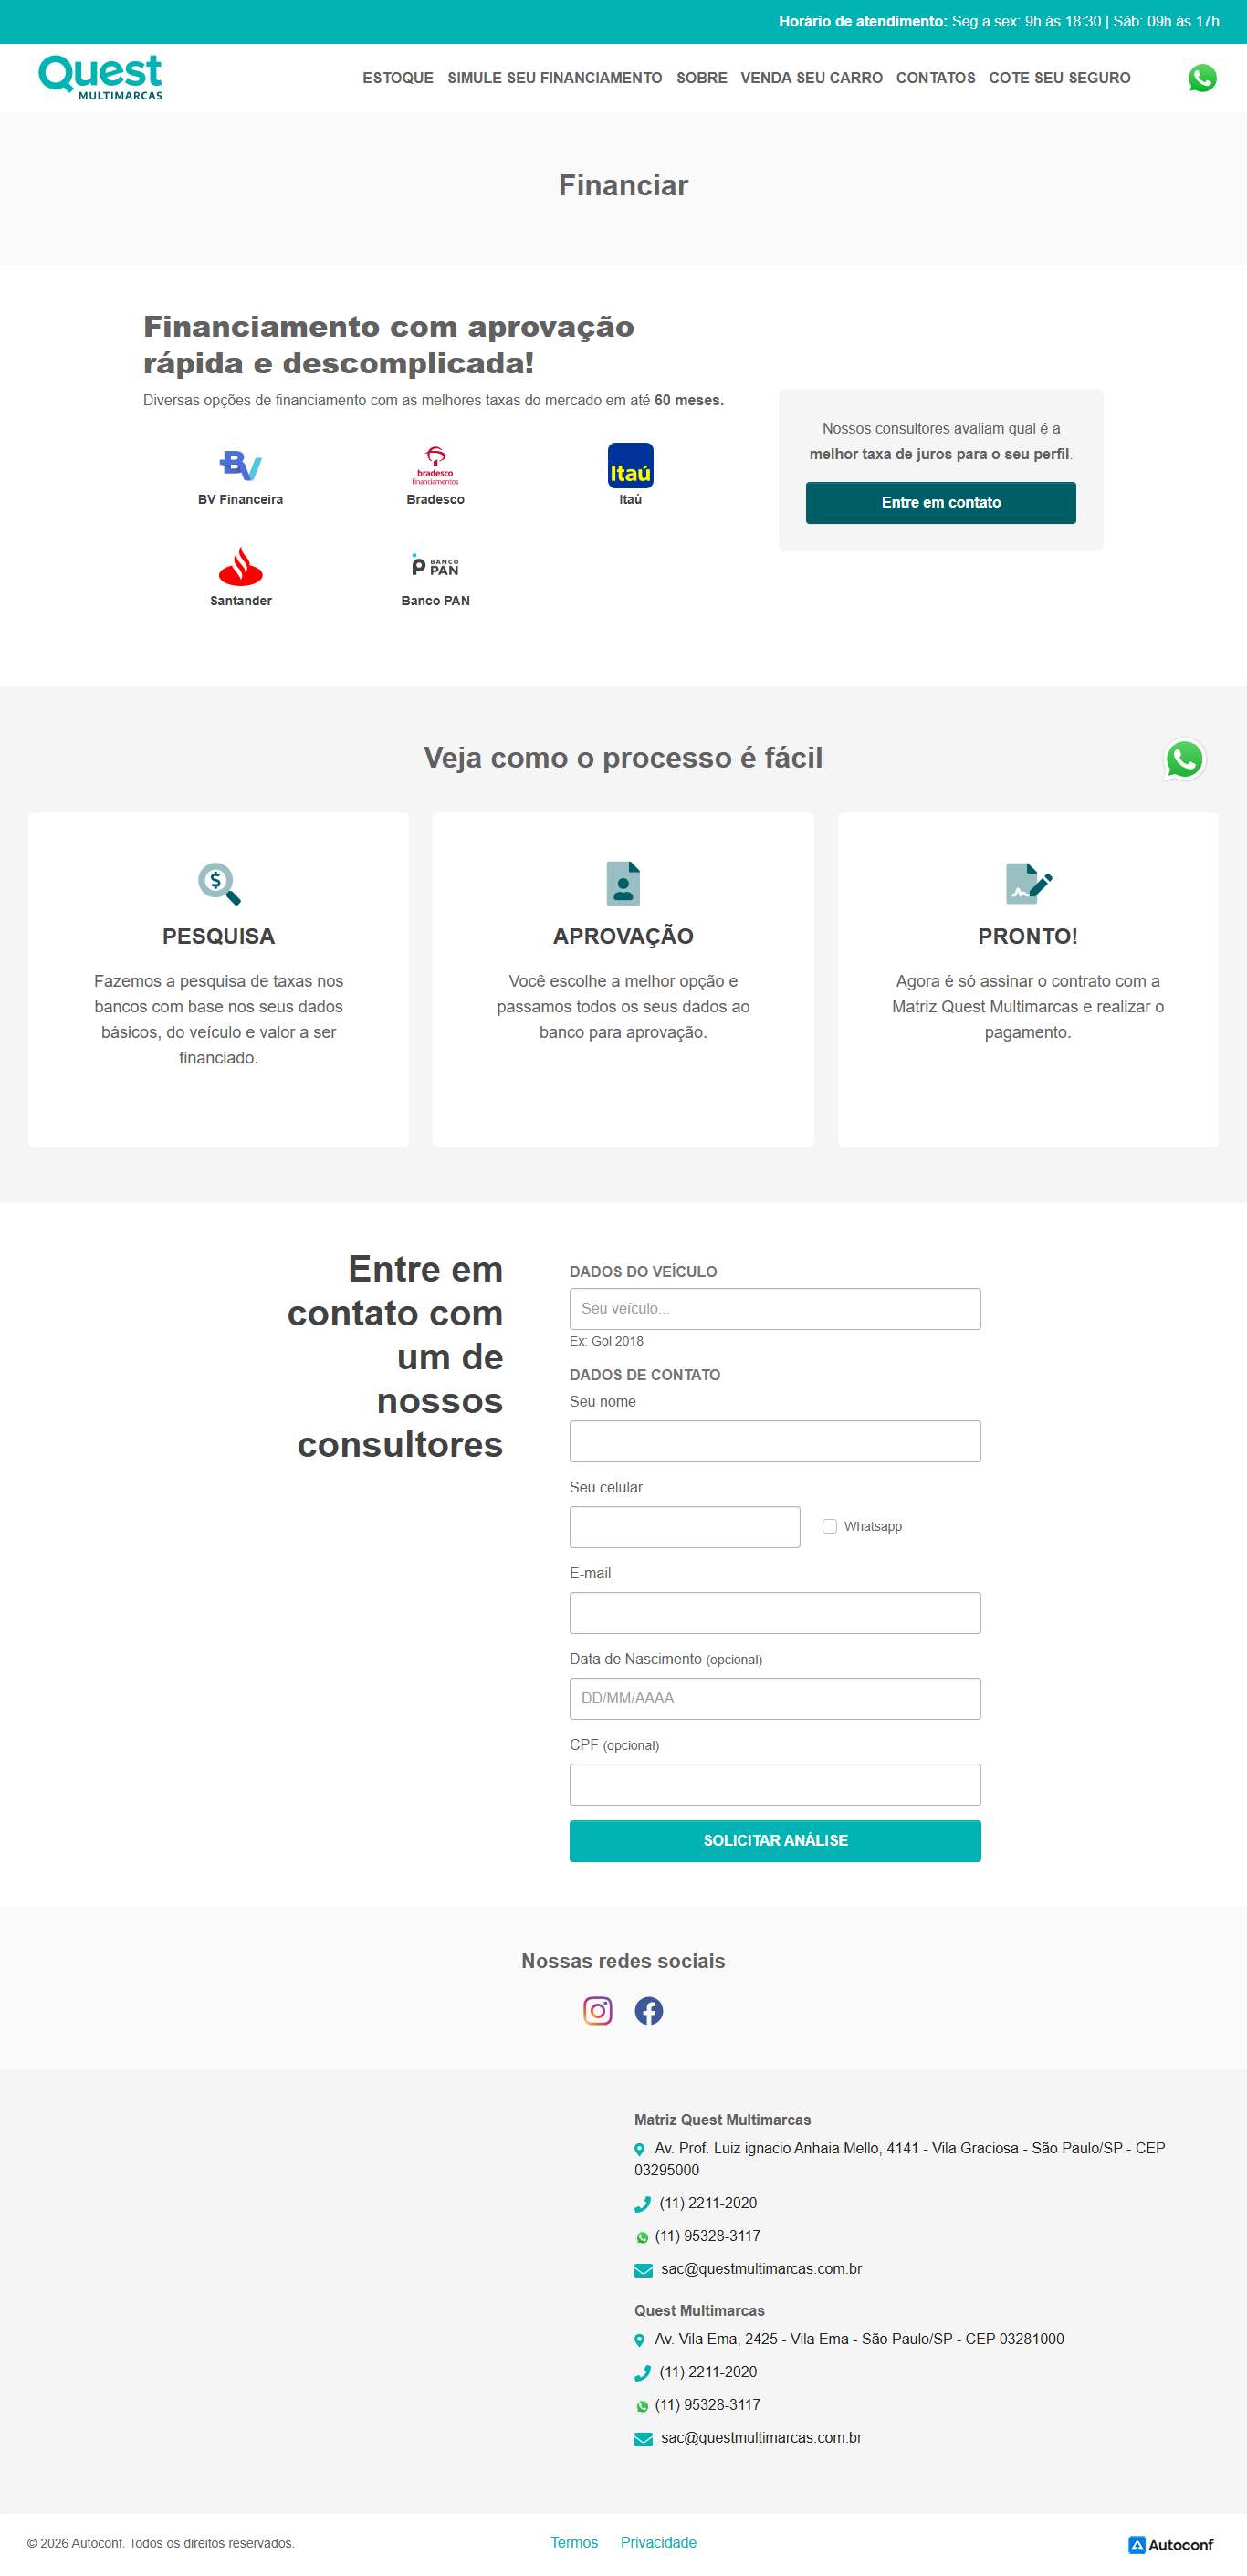 Horário de atendimento: Seg a sex: 9h às 18:30 | Sáb: 09h às 17h
Quest
MULTIMARCAS
ESTOQUE SIMULE SEU FINANCIAMENTO SOBRE VENDA SEU CARRO CONTATOS COTE SEU SEGURO
Financiar
Financiamento com aprovação
rápida e descomplicada!
Diversas opções de financiamento com as melhores taxas do mercado em até 60 meses.
BV
BV Financeira
bradesco
financiamentos
Bradesco
Itaú
Itaú
Santander
BANCO
PAN
Banco PAN
Nossos consultores avaliam qual é a
melhor taxa de juros para o seu perfil.
Entre em contato
Veja como o processo é fácil
PESQUISA
Fazemos a pesquisa de taxas nos
bancos com base nos seus dados
básicos, do veículo e valor a ser
financiado.
APROVAÇÃO
Você escolhe a melhor opção e
passamos todos os seus dados ao
banco para aprovação.
PRONTO!
Agora é só assinar o contrato com a
Matriz Quest Multimarcas e realizar o
pagamento.
Entre em
contato com
um de
nossos
consultores
DADOS DO VEÍCULO
Seu veículo...
Ex: Gol 2018
DADOS DE CONTATO
Seu nome
Seu celular
Whatsapp
E-mail
Data de Nascimento (opcional)
DD/MM/AAAA
CPF (opcional)
SOLICITAR ANÁLISE
Nossas redes sociais
Matriz Quest Multimarcas
Av. Prof. Luiz ignacio Anhaia Mello, 4141 - Vila Graciosa - São Paulo/SP - CEP
03295000
(11) 2211-2020
(11) 95328-3117
sac@questmultimarcas.com.br
Quest Multimarcas
Av. Vila Ema, 2425 - Vila Ema - São Paulo/SP - CEP 03281000
(11) 2211-2020
(11) 95328-3117
sac@questmultimarcas.com.br
© 2026 Autoconf. Todos os direitos reservados.
Termos Privacidade
Autoconf